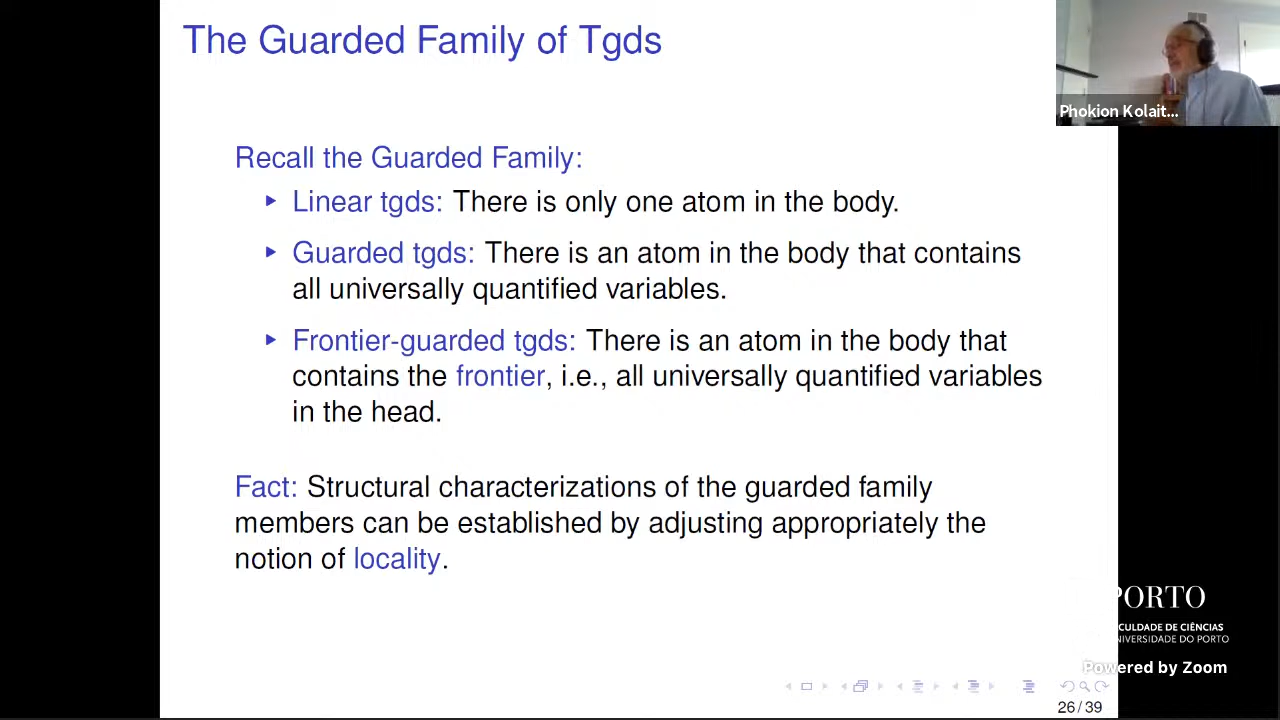 The Guarded Family of Tgds
Phokion Kolait...
Recall the Guarded Family:
Linear tgds: There is only one atom in the body.
Guarded tgds: There is an atom in the body that contains
all universally quantified variables.
Frontier-guarded tgds: There is an atom in the body that
contains the frontier, i.e., all universally quantified variables
in the head.
Fact: Structural characterizations of the guarded family
members can be established by adjusting appropriately the
notion of locality.
PORTO
CULDADE DE CIÊNCIAS
NIVERSIDADE DO PORTO
Powered by Zoom
26 / 39